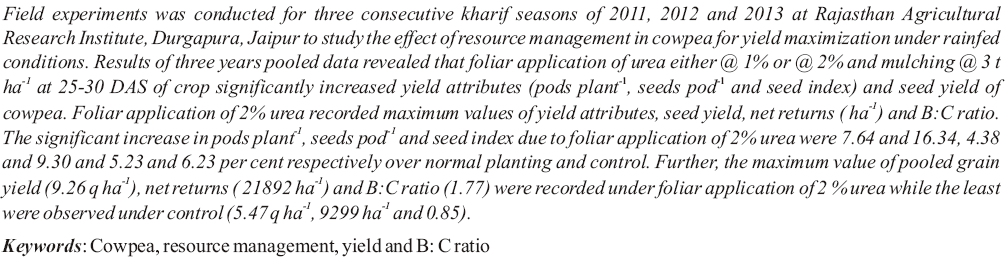 Field experiments was conducted for three consecutive kharif seasons of 2011, 2012 and 2013 at Rajasthan Agricultural
Research Institute, Durgapura, Jaipur to study the effect of resource management in cowpea for yield maximization under rainfed
conditions. Results of three years pooled data revealed that foliar application of urea either @ 1% or @ 2% and mulching @ 3 t
ha⁻¹ at 25-30 DAS of crop significantly increased yield attributes (pods plant⁻¹, seeds pod⁻¹ and seed index) and seed yield of
cowpea. Foliar application of 2% urea recorded maximum values of yield attributes, seed yield, net returns ( ha⁻¹) and B:C ratio.
The significant increase in pods plant⁻¹, seeds pod⁻¹ and seed index due to foliar application of 2% urea were 7.64 and 16.34, 4.38
and 9.30 and 5.23 and 6.23 per cent respectively over normal planting and control. Further, the maximum value of pooled grain
yield (9.26 q ha⁻¹), net returns ( 21892 ha⁻¹) and B:C ratio (1.77) were recorded under foliar application of 2 % urea while the least
were observed under control (5.47 q ha⁻¹, 9299 ha⁻¹ and 0.85).
Keywords: Cowpea, resource management, yield and B: C ratio